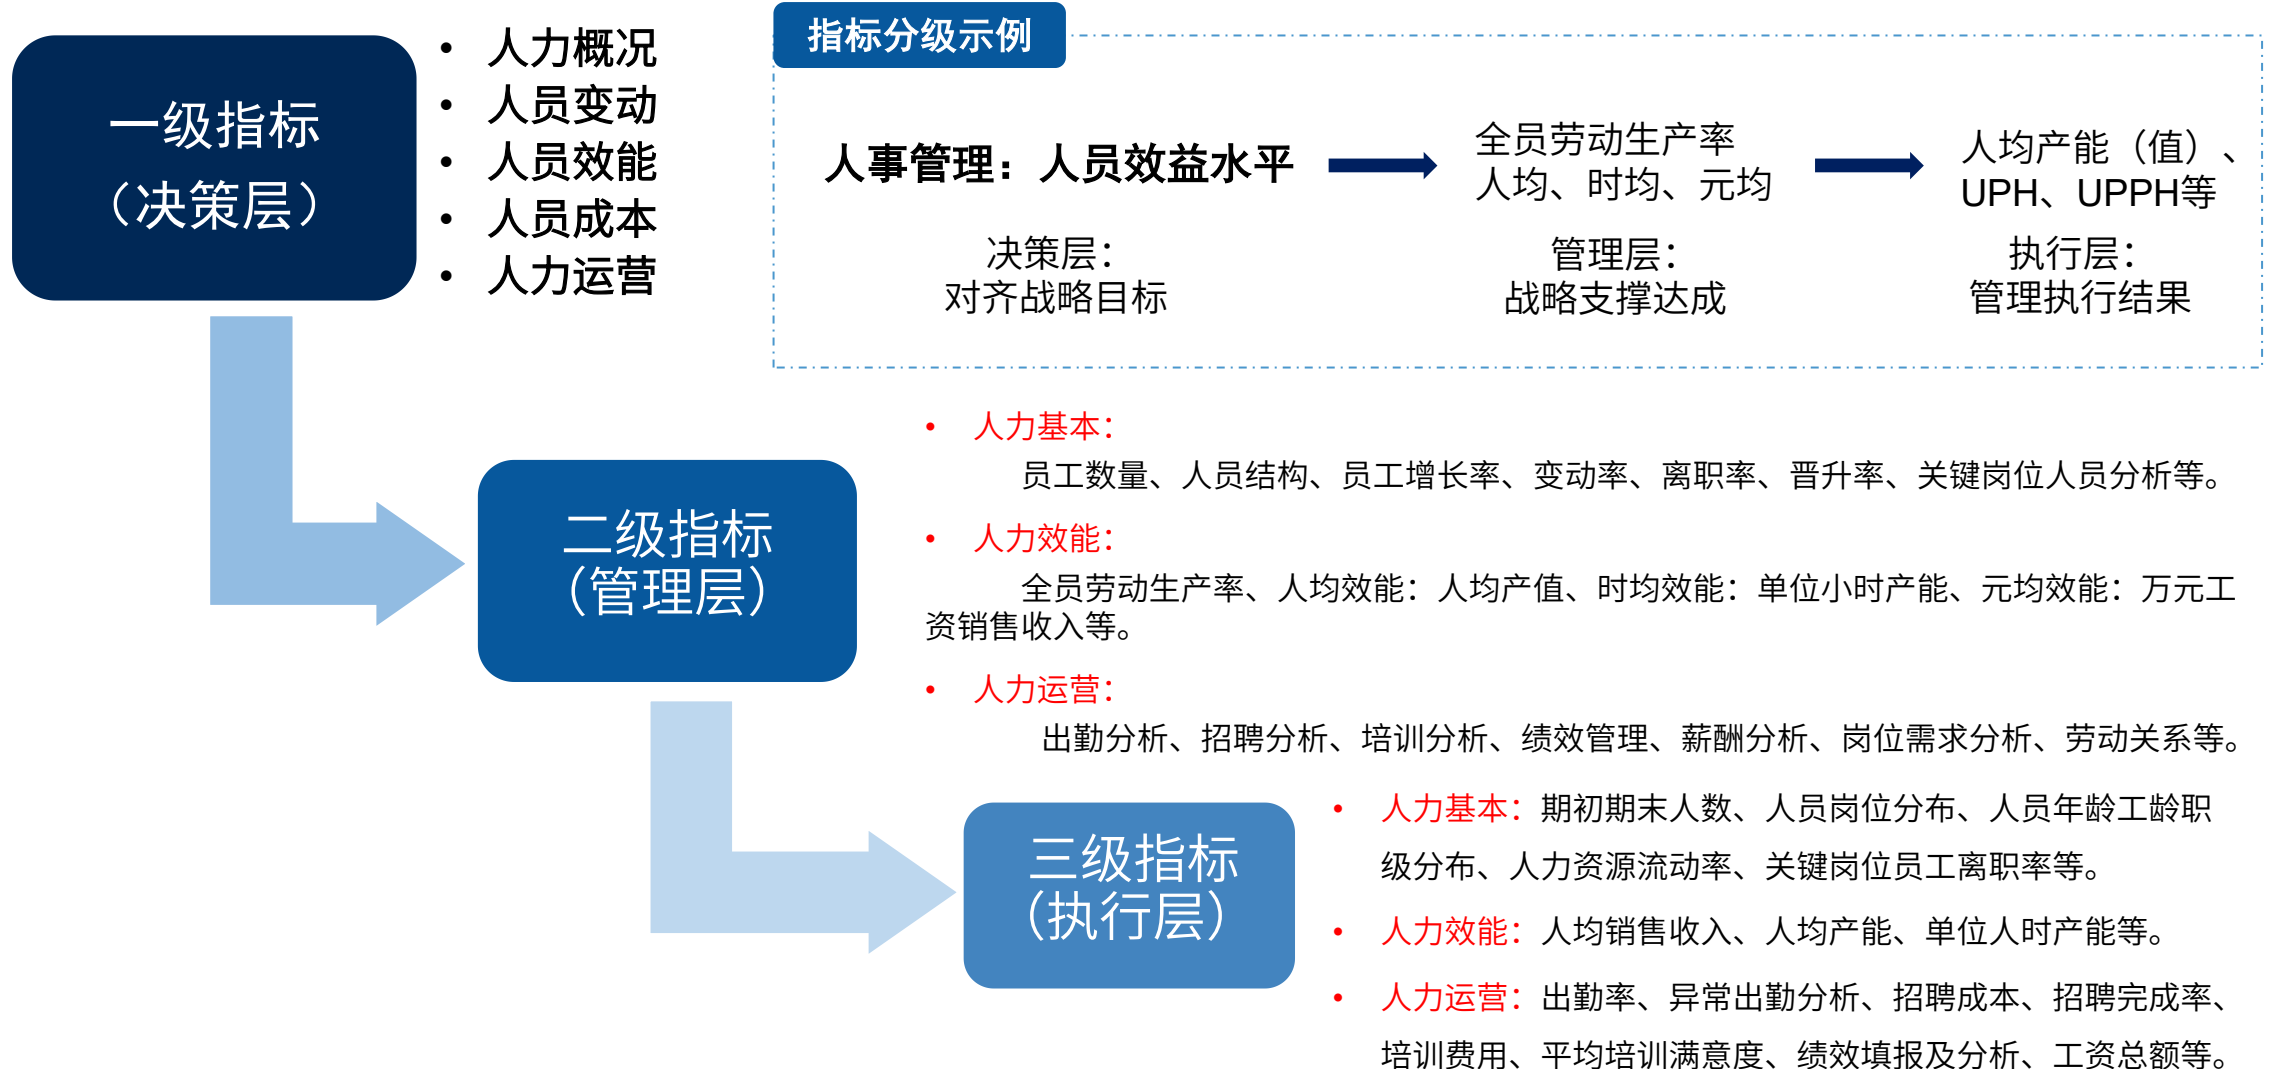 一级指标
（决策层）
• 人力概况
• 人员变动
• 人员效能
• 人员成本
• 人力运营
指标分级示例
人事管理：人员效益水平
全员劳动生产率
人均、时均、元均
人均产能（值）、
UPH、UPPH等
决策层：
对齐战略目标
管理层：
战略支撑达成
执行层：
管理执行结果
二级指标
（管理层）
• 人力基本：
员工数量、人员结构、员工增长率、变动率、离职率、晋升率、关键岗位人员分析等。
• 人力效能：
全员劳动生产率、人均效能：人均产值、时均效能：单位小时产能、元均效能：万元工
资销售收入等。
• 人力运营：
出勤分析、招聘分析、培训分析、绩效管理、薪酬分析、岗位需求分析、劳动关系等。
三级指标
（执行层）
• 人力基本：期初期末人数、人员岗位分布、人员年龄工龄职
级分布、人力资源流动率、关键岗位员工离职率等。
• 人力效能：人均销售收入、人均产能、单位人时产能等。
• 人力运营：出勤率、异常出勤分析、招聘成本、招聘完成率、
培训费用、平均培训满意度、绩效填报及分析、工资总额等。